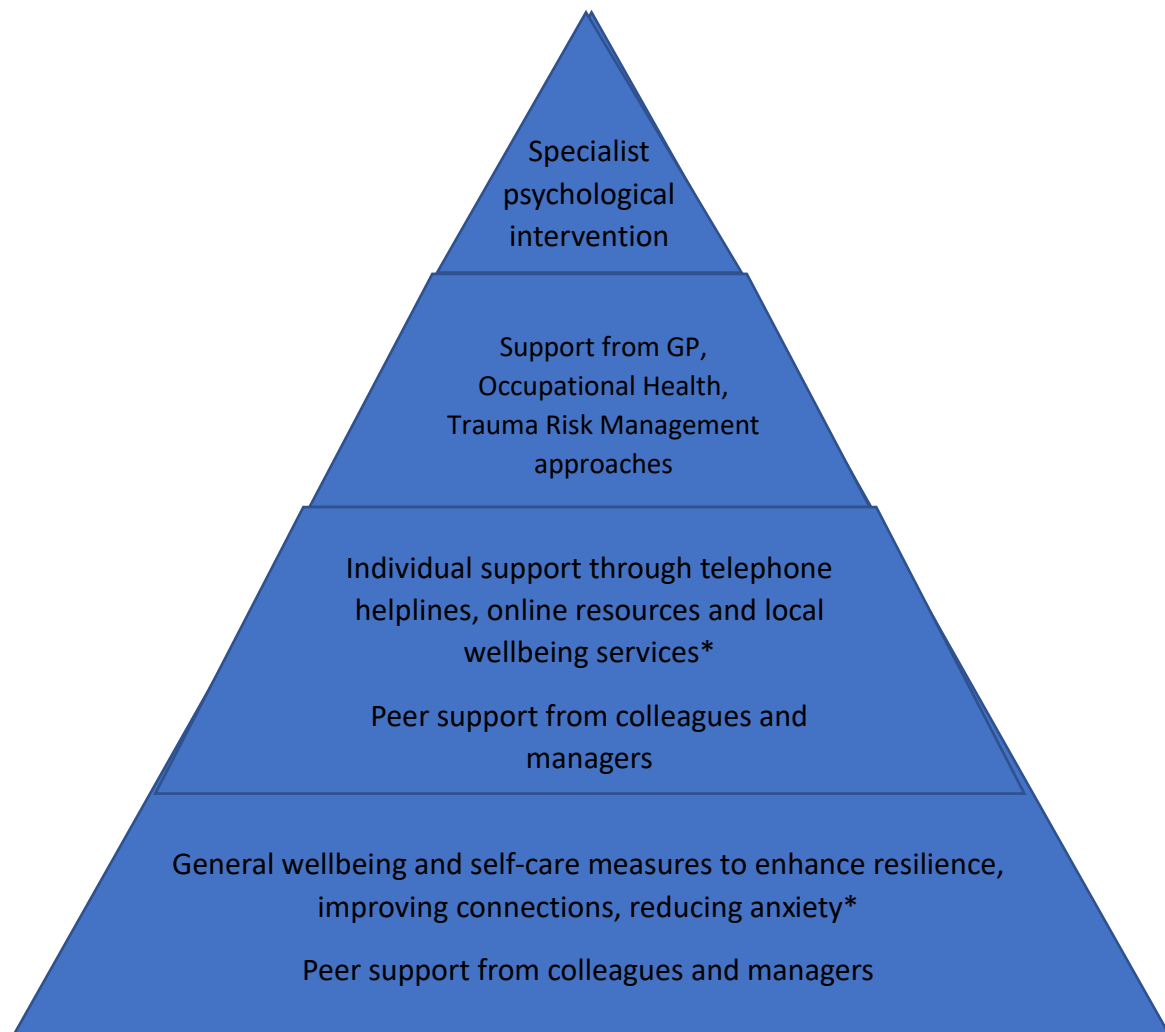 Specialist
psychological
intervention
Support from GP,
Occupational Health,
Trauma Risk Management
approaches
Individual support through telephone
helplines, online resources and local
wellbeing services*
Peer support from colleagues and
managers
General wellbeing and self-care measures to enhance resilience,
improving connections, reducing anxiety*
Peer support from colleagues and managers